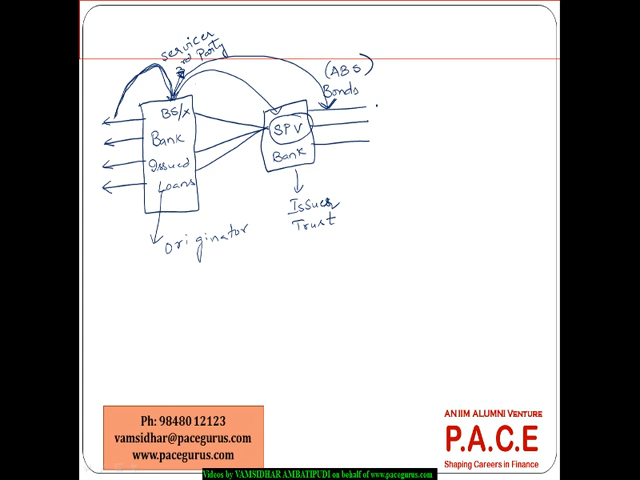 Servicer
3rd Party
(ABS)
Bonds
BS/x
Bank
Issued
Loans
SPV
Bank
Issuer
Trust
Originator
Ph: 98480 12123
vamsidhar@pacegurus.com
www.pacegurus.com
AN IIM ALUMNI VENTURE
P.A.C.E
Shaping Careers in Finance
Videos by VAMSIDHAR AMBATIPUDI on behalf of www.pacegurus.com